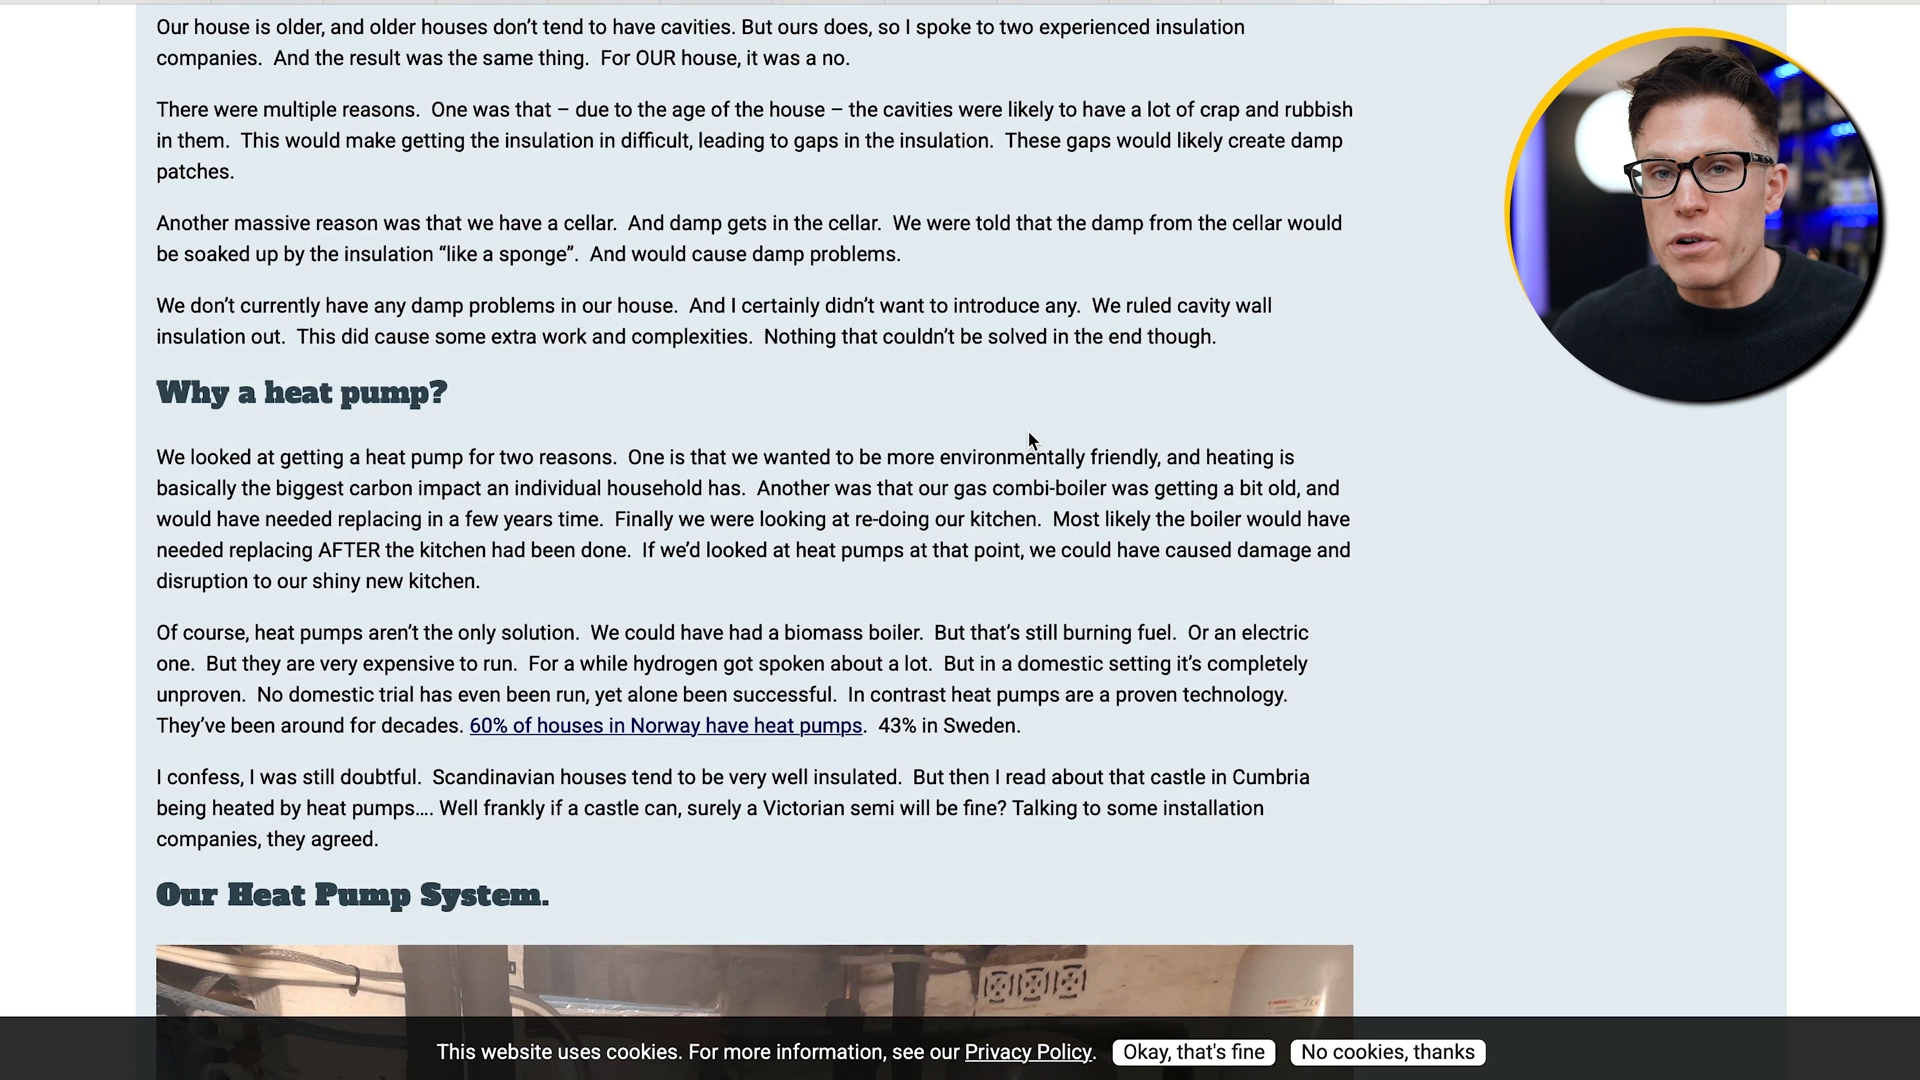 Our house is older, and older houses don’t tend to have cavities. But ours does, so I spoke to two experienced insulation
companies.  And the result was the same thing.  For OUR house, it was a no.
There were multiple reasons.  One was that – due to the age of the house – the cavities were likely to have a lot of crap and rubbish
in them.  This would make getting the insulation in difficult, leading to gaps in the insulation.  These gaps would likely create damp
patches.
Another massive reason was that we have a cellar.  And damp gets in the cellar.  We were told that the damp from the cellar would
be soaked up by the insulation “like a sponge”.  And would cause damp problems.
We don’t currently have any damp problems in our house.  And I certainly didn’t want to introduce any.  We ruled cavity wall
insulation out.  This did cause some extra work and complexities.  Nothing that couldn’t be solved in the end though.
Why a heat pump?
We looked at getting a heat pump for two reasons.  One is that we wanted to be more environmentally friendly, and heating is
basically the biggest carbon impact an individual household has.  Another was that our gas combi-boiler was getting a bit old, and
would have needed replacing in a few years time.  Finally we were looking at re-doing our kitchen.  Most likely the boiler would have
needed replacing AFTER the kitchen had been done.  If we’d looked at heat pumps at that point, we could have caused damage and
disruption to our shiny new kitchen.
Of course, heat pumps aren’t the only solution.  We could have had a biomass boiler.  But that’s still burning fuel.  Or an electric
one.  But they are very expensive to run.  For a while hydrogen got spoken about a lot.  But in a domestic setting it’s completely
unproven.  No domestic trial has even been run, yet alone been successful.  In contrast heat pumps are a proven technology.
They’ve been around for decades. 60% of houses in Norway have heat pumps.  43% in Sweden.
I confess, I was still doubtful.  Scandinavian houses tend to be very well insulated.  But then I read about that castle in Cumbria
being heated by heat pumps…. Well frankly if a castle can, surely a Victorian semi will be fine? Talking to some installation
companies, they agreed.
Our Heat Pump System.
This website uses cookies. For more information, see our Privacy Policy. Okay, that's fine No cookies, thanks